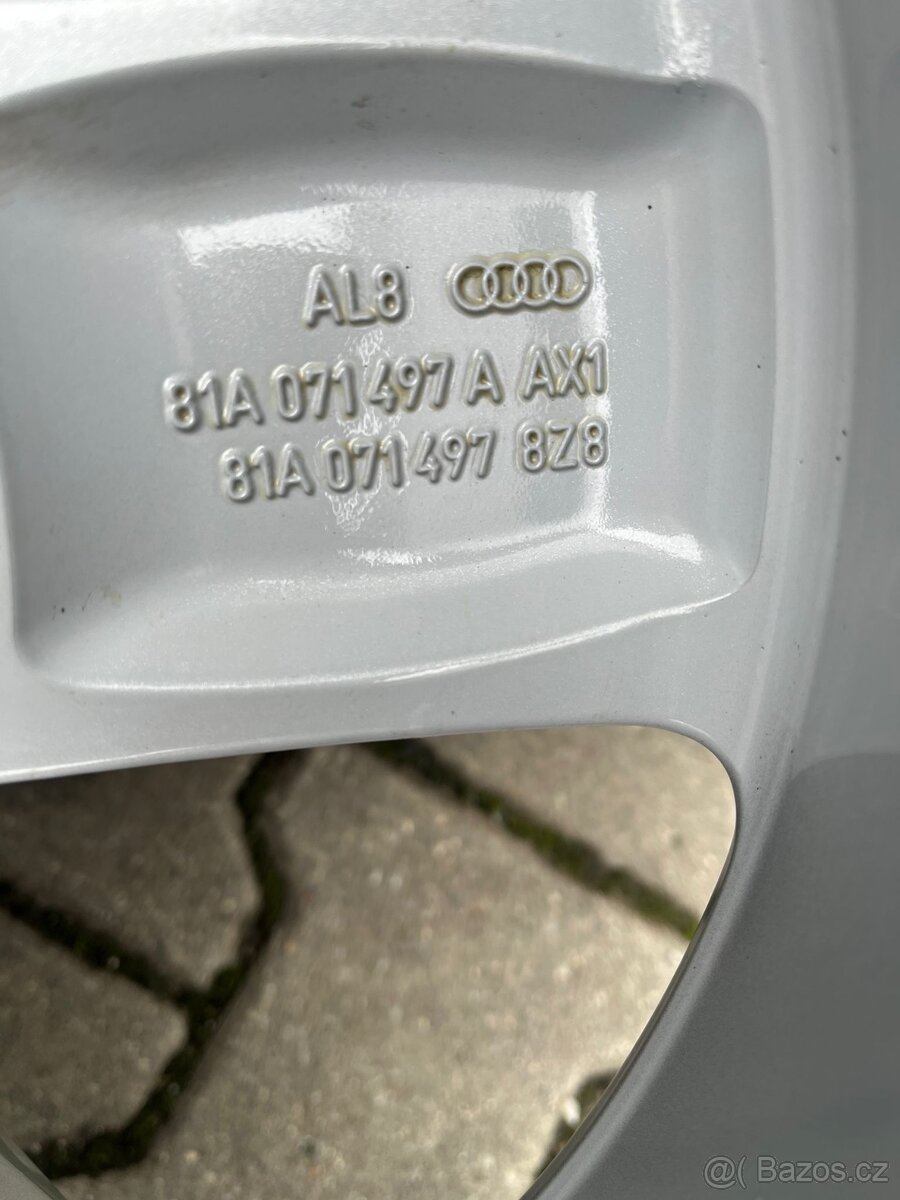 AL8
81A 071 497 A AX1
81A 071 497 8Z8
@( Bazos.cz